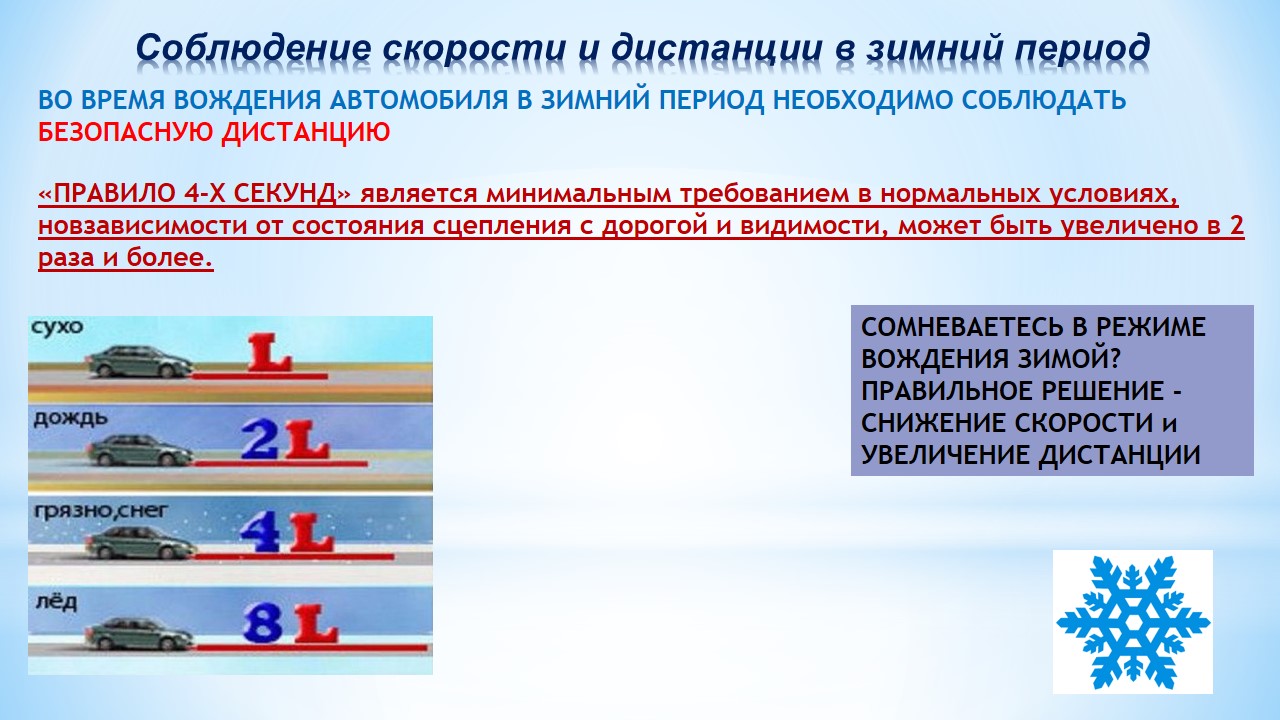 Соблюдение скорости и дистанции в зимний период
ВО ВРЕМЯ ВОЖДЕНИЯ АВТОМОБИЛЯ В ЗИМНИЙ ПЕРИОД НЕОБХОДИМО СОБЛЮДАТЬ
БЕЗОПАСНУЮ ДИСТАНЦИЮ
«ПРАВИЛО 4-Х СЕКУНД» является минимальным требованием в нормальных условиях,
новзависимости от состояния сцепления с дорогой и видимости, может быть увеличено в 2
раза и более.
сухо
L
дождь
2L
грязно,снег
4L
лёд
8L
СОМНЕВАЕТЕСЬ В РЕЖИМЕ
ВОЖДЕНИЯ ЗИМОЙ?
ПРАВИЛЬНОЕ РЕШЕНИЕ -
СНИЖЕНИЕ СКОРОСТИ и
УВЕЛИЧЕНИЕ ДИСТАНЦИИ